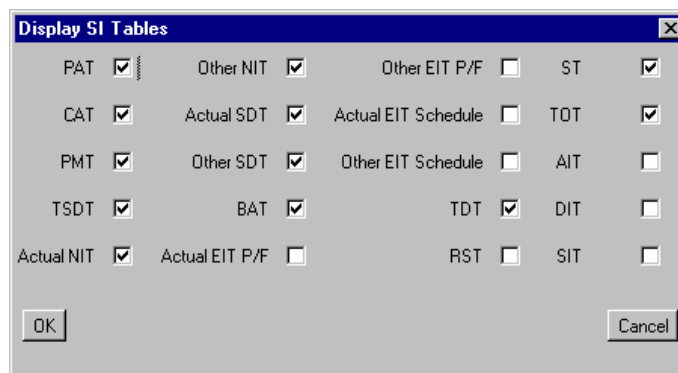 Display SI Tables
PAT Other NIT Other EIT P/F ST
CAT Actual SDT Actual EIT Schedule TOT
PMT Other SDT Other EIT Schedule AIT
TSDT BAT TDT DIT
Actual NIT Actual EIT P/F RST SIT
OK Cancel